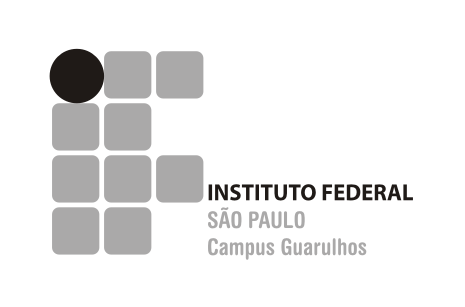 INSTITUTO FEDERAL
SÃO PAULO
Campus Guarulhos